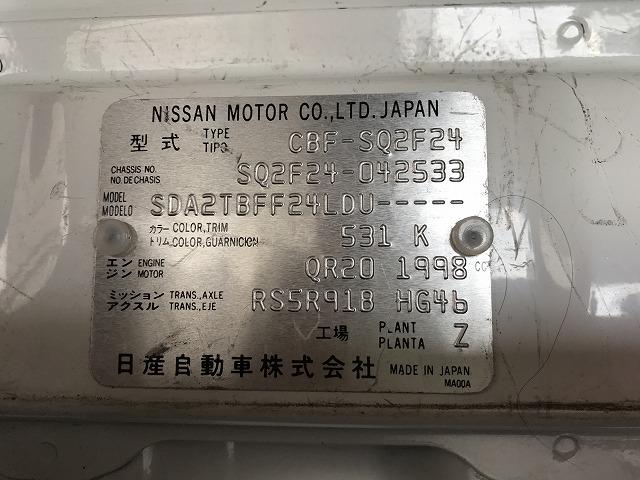 NISSAN MOTOR CO.,LTD.JAPAN
型式 TYPE TIPO CBF-SQ2F24
CHASSIS NO. NO. DE CHASIS SQ2F24-042533
MODEL MODELO SDA2TBFF24LDU-----
カラー COLOR,TRIM トリム COLOR,GUARNICION 531 K
エンジン ENGINE MOTOR QR20 1998 cc
ミッション TRANS.,AXLE アクスル TRANS.,EJE RS5R91B HG46
工場 PLANT PLANTA Z
日産自動車株式会社 MADE IN JAPAN
MA00A